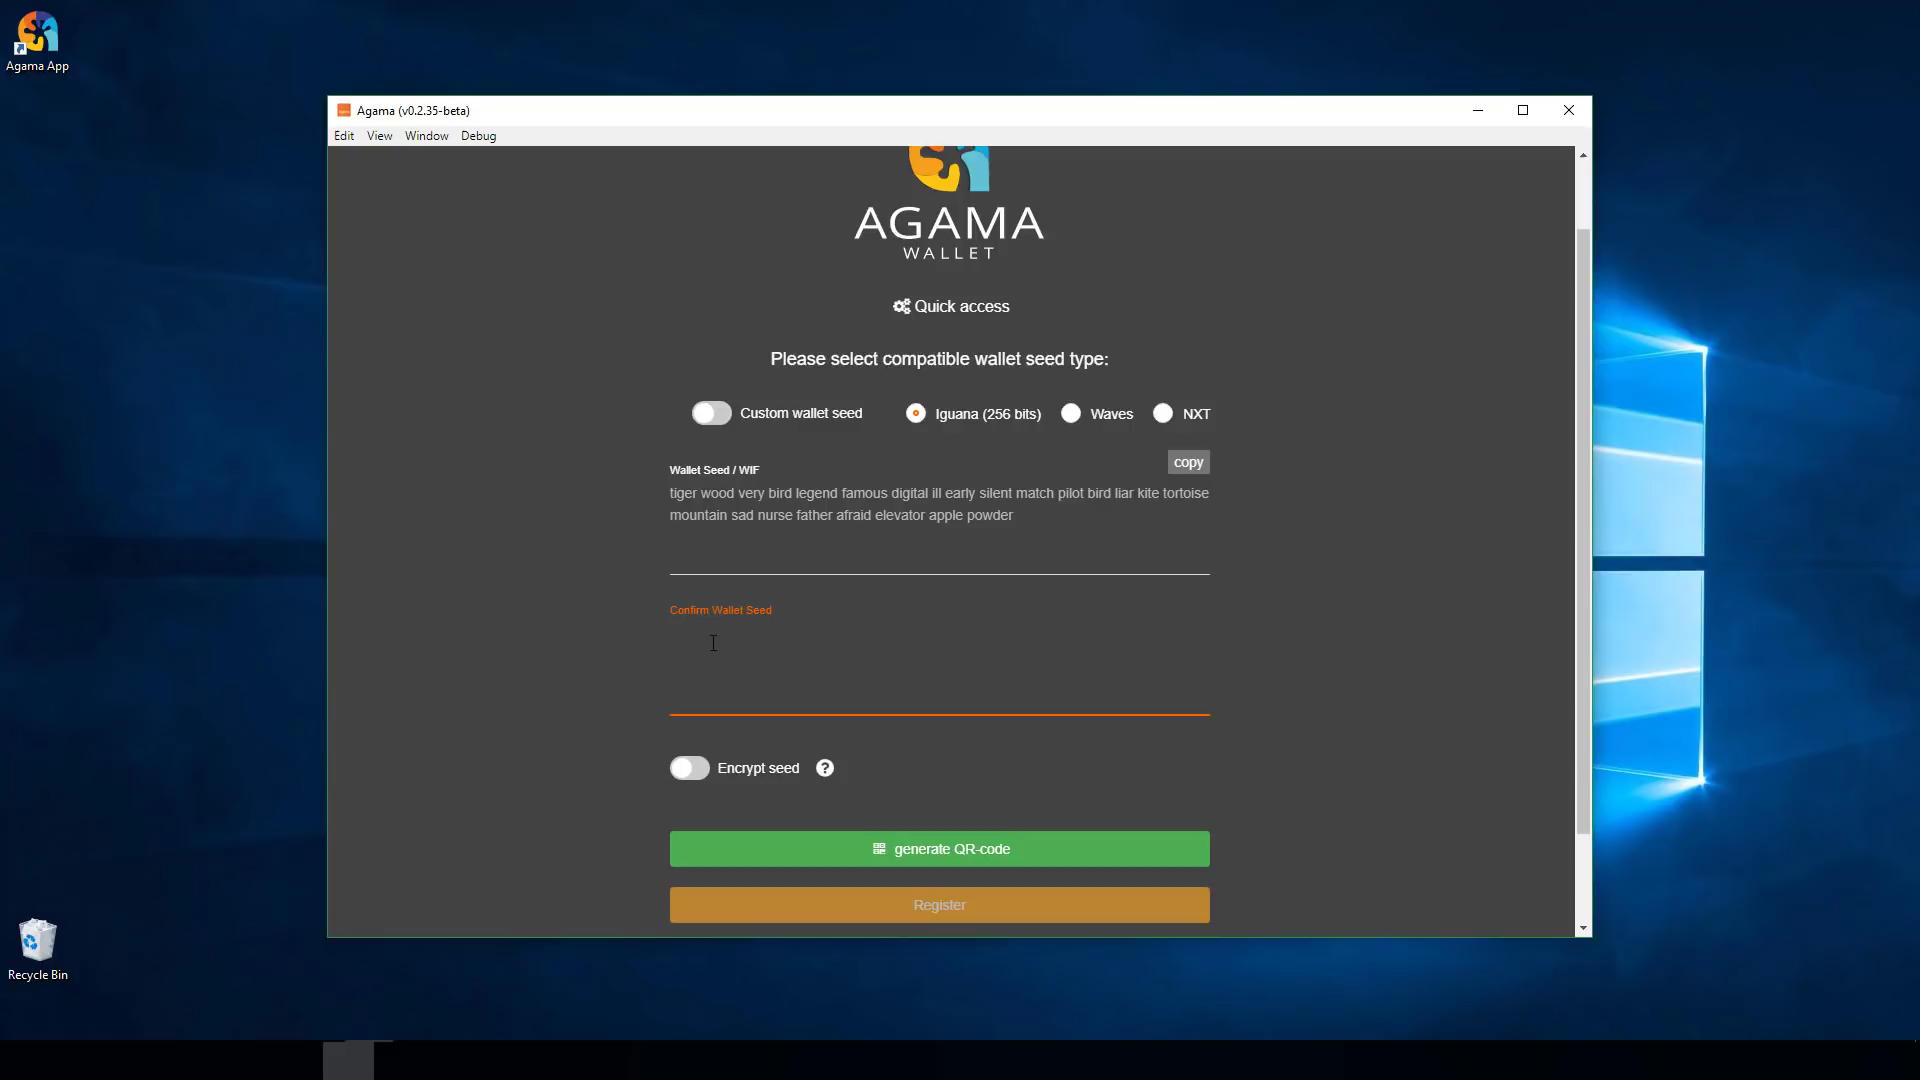 Agama App
Agama (v0.2.35-beta)
Edit View Window Debug
AGAMA
WALLET
Quick access
Please select compatible wallet seed type:
Custom wallet seed Iguana (256 bits) Waves NXT
copy
Wallet Seed / WIF
tiger wood very bird legend famous digital ill early silent match pilot bird liar kite tortoise
mountain sad nurse father afraid elevator apple powder
Confirm Wallet Seed
Encrypt seed ?
generate QR-code
Register
Recycle Bin